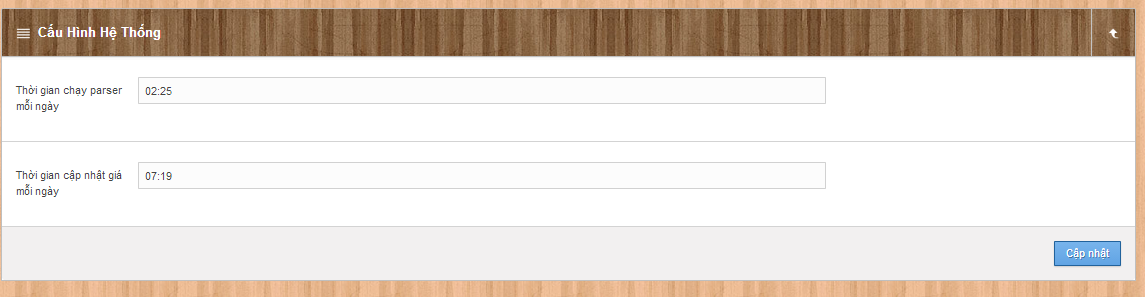 Cấu Hình Hệ Thống
Thời gian chạy parser
mỗi ngày
02:25
Thời gian cập nhật giá
mỗi ngày
07:19
Cập nhật